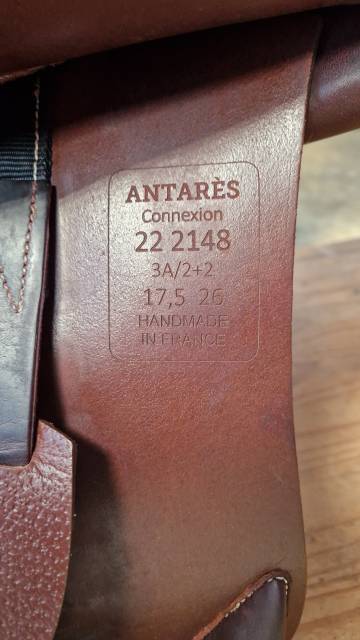 ANTARÈS
Connexion
22 2148
3A/2+2
17,5 26
HANDMADE
IN FRANCE